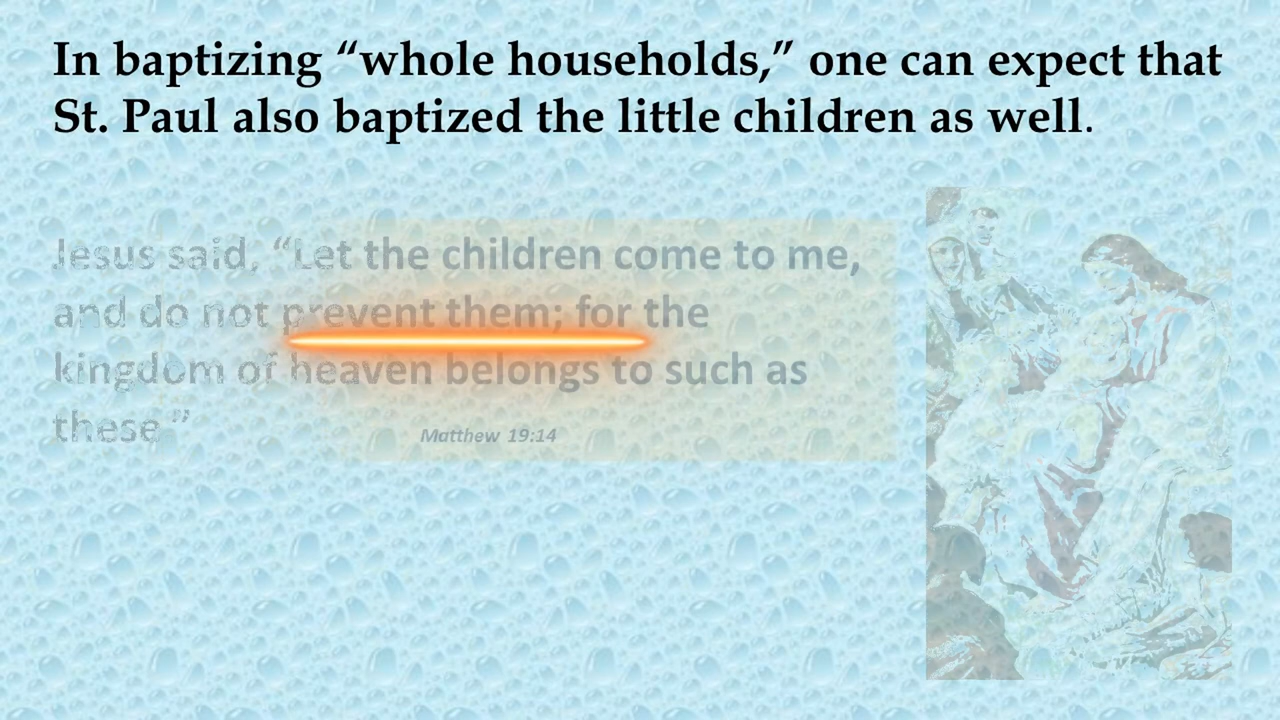 In baptizing “whole households,” one can expect that
St. Paul also baptized the little children as well.
Jesus said, “Let the children come to me,
and do not prevent them; for the
kingdom of heaven belongs to such as
these.”
Matthew 19:14